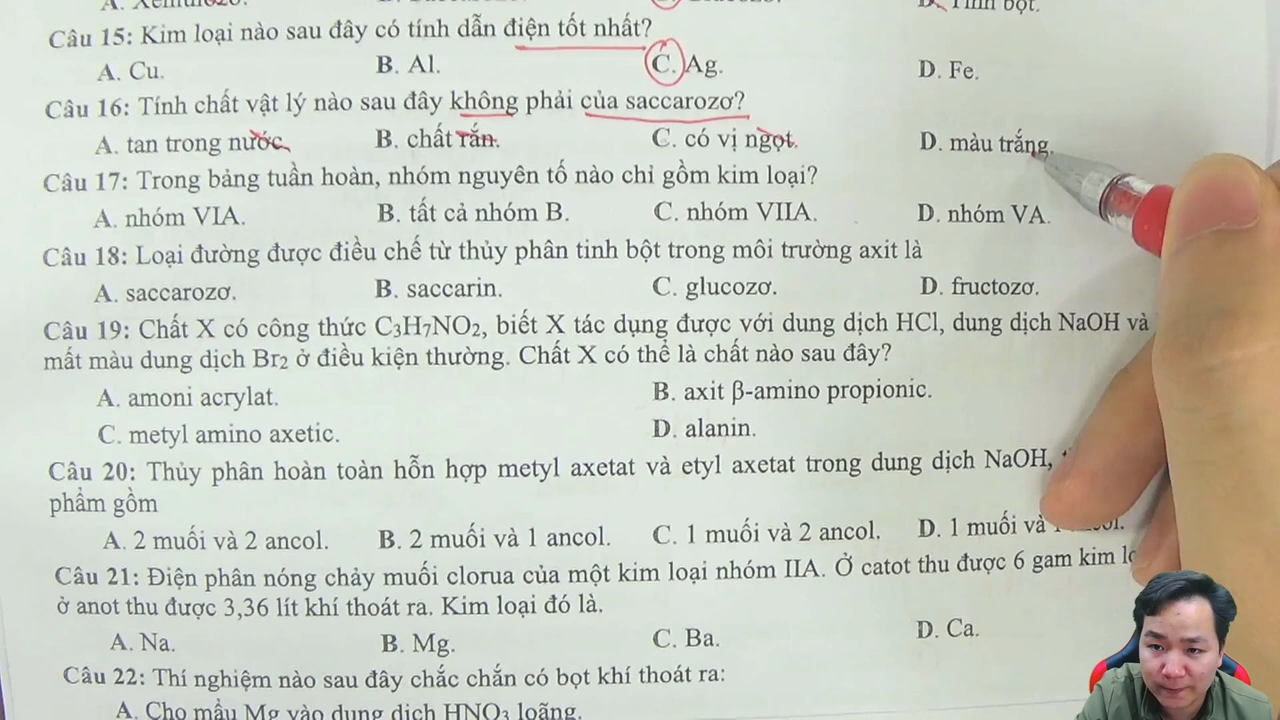 A. Xenlulozơ.
D. Tinh bột.
Câu 15: Kim loại nào sau đây có tính dẫn điện tốt nhất?
A. Cu. B. Al. C. Ag. D. Fe.
Câu 16: Tính chất vật lý nào sau đây không phải của saccarozơ?
A. tan trong nước. B. chất rắn. C. có vị ngọt. D. màu trắng.
Câu 17: Trong bảng tuần hoàn, nhóm nguyên tố nào chỉ gồm kim loại?
A. nhóm VIA. B. tất cả nhóm B. C. nhóm VIIA. D. nhóm VA.
Câu 18: Loại đường được điều chế từ thủy phân tinh bột trong môi trường axit là
A. saccarozơ. B. saccarin. C. glucozơ. D. fructozơ.
Câu 19: Chất X có công thức C₃H₇NO₂, biết X tác dụng được với dung dịch HCl, dung dịch NaOH và
mất màu dung dịch Br₂ ở điều kiện thường. Chất X có thể là chất nào sau đây?
A. amoni acrylat. B. axit β-amino propionic.
C. metyl amino axetic. D. alanin.
Câu 20: Thủy phân hoàn toàn hỗn hợp metyl axetat và etyl axetat trong dung dịch NaOH,
phẩm gồm
A. 2 muối và 2 ancol. B. 2 muối và 1 ancol. C. 1 muối và 2 ancol. D. 1 muối và
Câu 21: Điện phân nóng chảy muối clorua của một kim loại nhóm IIA. Ở catot thu được 6 gam kim
ở anot thu được 3,36 lít khí thoát ra. Kim loại đó là.
A. Na. B. Mg. C. Ba. D. Ca.
Câu 22: Thí nghiệm nào sau đây chắc chắn có bọt khí thoát ra:
A. Cho mẩu Mg vào dung dịch HNO₃ loãng.